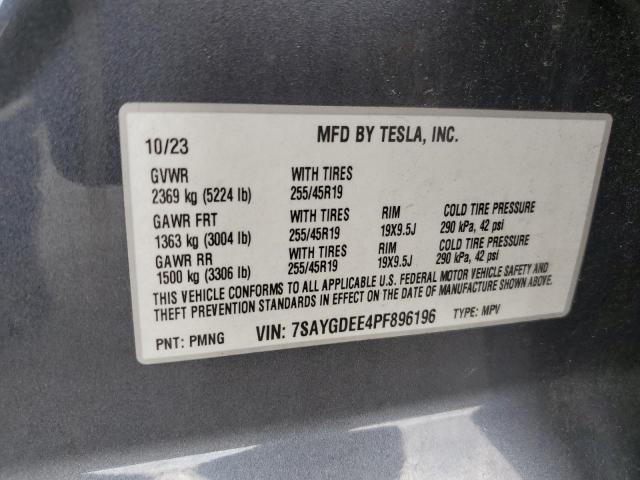 10/23 MFD BY TESLA, INC.
GVWR WITH TIRES
2369 kg (5224 lb) 255/45R19
GAWR FRT WITH TIRES RIM COLD TIRE PRESSURE
1363 kg (3004 lb) 255/45R19 19X9.5J 290 kPa, 42 psi
GAWR RR WITH TIRES RIM COLD TIRE PRESSURE
1500 kg (3306 lb) 255/45R19 19X9.5J 290 kPa, 42 psi
THIS VEHICLE CONFORMS TO ALL APPLICABLE U.S. FEDERAL MOTOR VEHICLE SAFETY AND
THEFT PREVENTION STANDARDS IN EFFECT ON THE DATE OF MANUFACTURE SHOWN ABOVE.
PNT: PMNG VIN: 7SAYGDEE4PF896196 TYPE: MPV